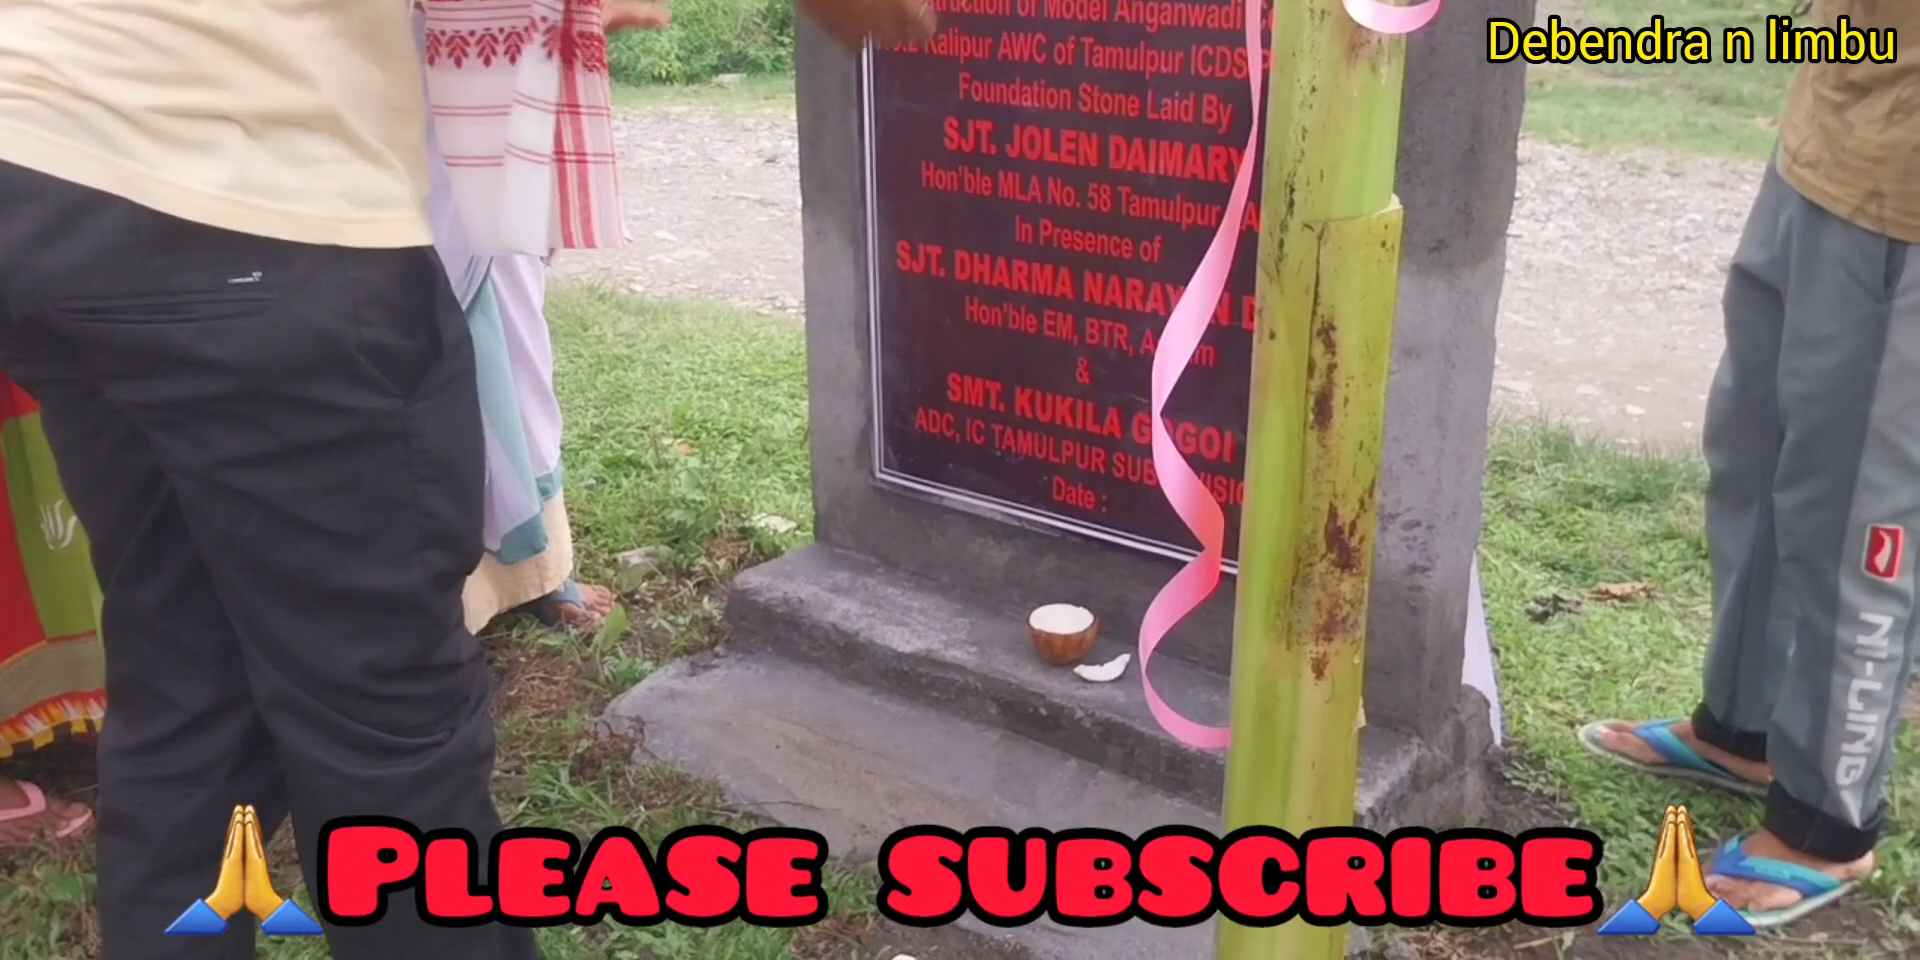 Debendra n limbu
Model Anganwadi
Kalipur AWC of Tamulpur ICDS
Foundation Stone Laid By
SJT. JOLEN DAIMARY
Hon'ble MLA No. 58 Tamulpur
In Presence of
SJT. DHARMA NARAYAN
Hon'ble EM, BTR,
&
SMT. KUKILA GOGOI
ADC, IC TAMULPUR
Date :
NI-LING
🙏PLEASE SUBSCRIBE🙏